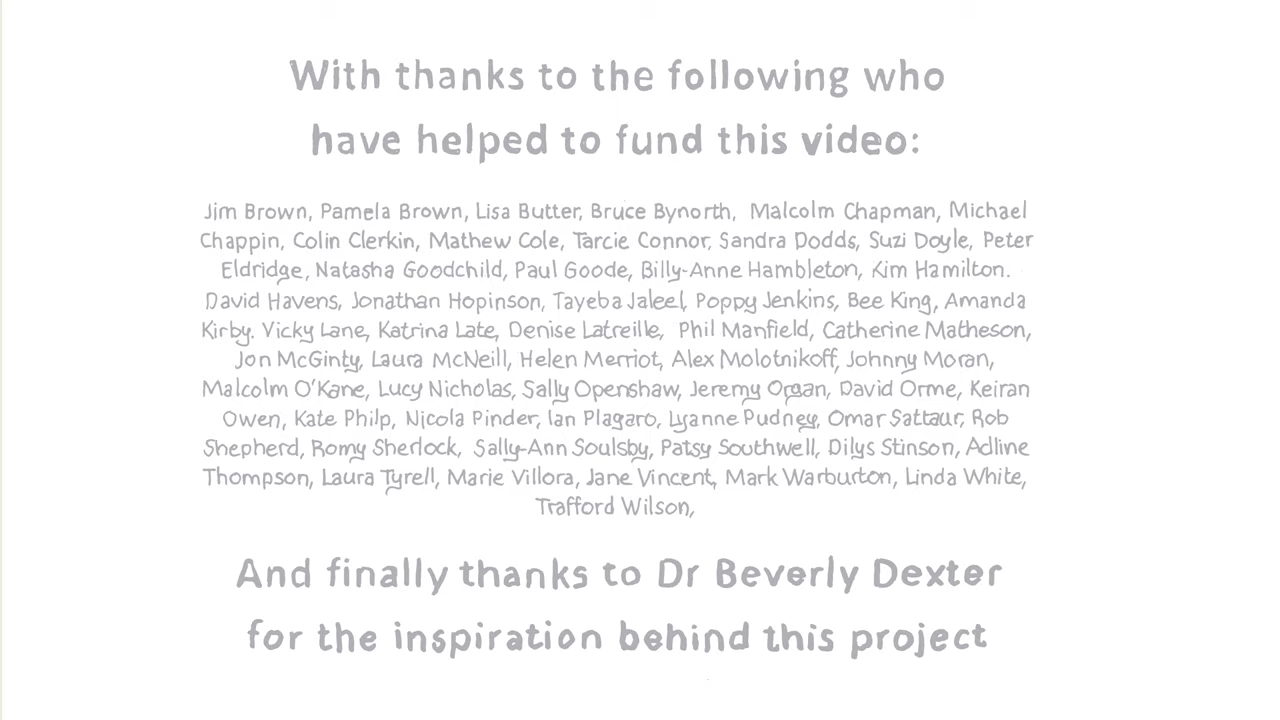 With thanks to the following who
have helped to fund this video:
Jim Brown, Pamela Brown, Lisa Butter, Bruce Bynorth, Malcolm Chapman, Michael
Chappin, Colin Clerkin, Mathew Cole, Tarcie Connor, Sandra Dodds, Suzi Doyle, Peter
Eldridge, Natasha Goodchild, Paul Goode, Billy-Anne Hambleton, Kim Hamilton.
David Havens, Jonathan Hopinson, Tayeba Jaleel, Poppy Jenkins, Bee King, Amanda
Kirby. Vicky Lane, Katrina Late, Denise Latreille, Phil Manfield, Catherine Matheson,
Jon McGinty, Laura McNeill, Helen Merriot, Alex Molotnikoff, Johnny Moran,
Malcolm O'Kane, Lucy Nicholas, Sally Openshaw, Jeremy Organ, David Orme, Keiran
Owen, Kate Philp, Nicola Pinder, Ian Plagaro, Lyanne Pudney, Omar Sattaur, Rob
Shepherd, Romy Sherlock, Sally-Ann Soulsby, Patsy Southwell, Dilys Stinson, Adline
Thompson, Laura Tyrell, Marie Villora, Jane Vincent, Mark Warburton, Linda White,
Trafford Wilson,
And finally thanks to Dr Beverly Dexter
for the inspiration behind this project